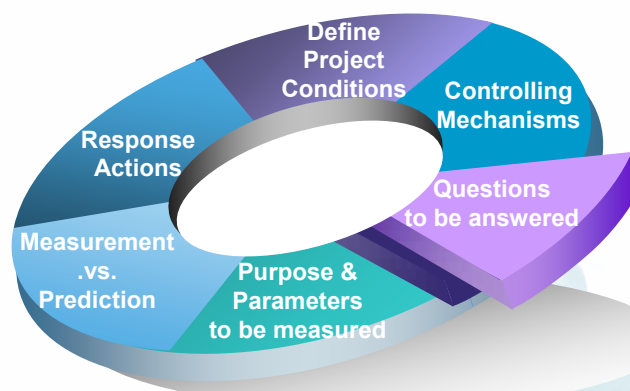 Define
Project
Conditions
Controlling
Mechanisms
Questions
to be answered
Purpose &
Parameters
to be measured
Measurement
.vs.
Prediction
Response
Actions